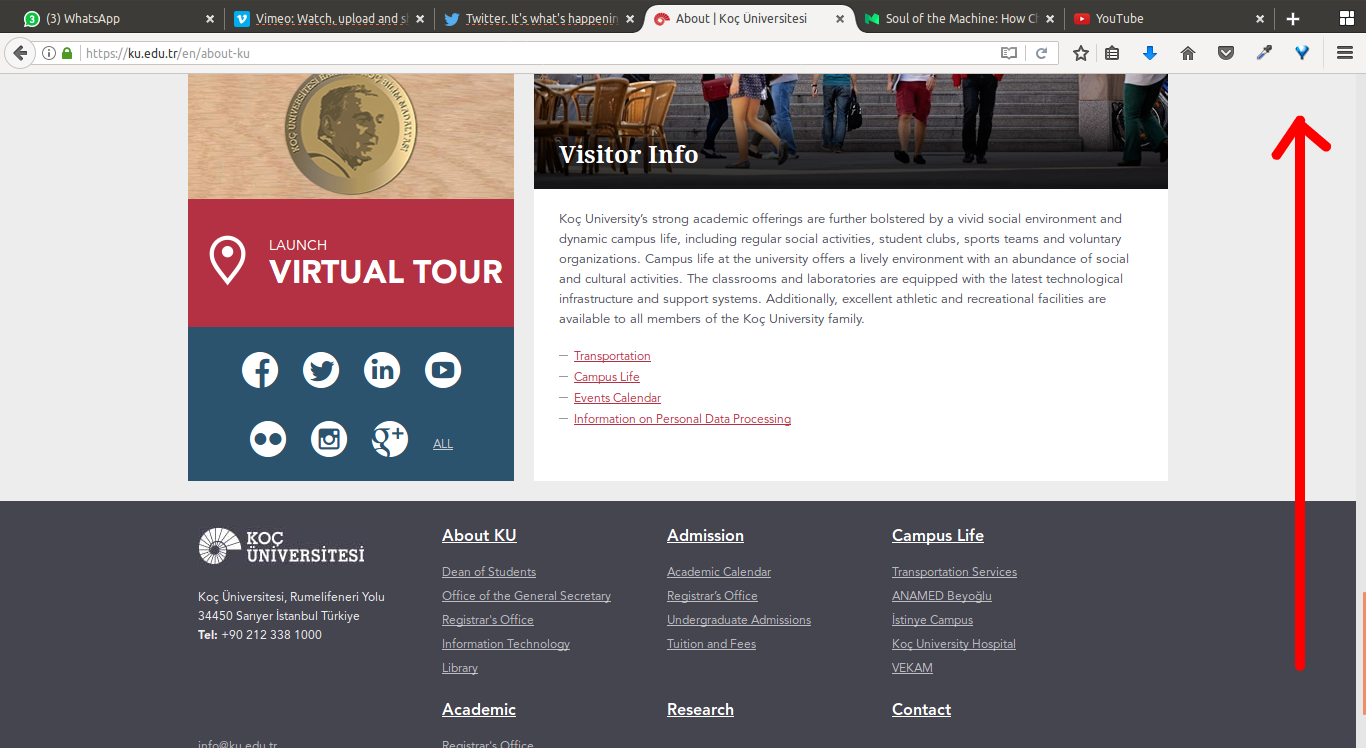 (3) WhatsApp
Vimeo: Watch, upload and s
Twitter. It's what's happenin
About | Koç Üniversitesi
Soul of the Machine: How Ch
YouTube
https://ku.edu.tr/en/about-ku
KOÇ ÜNİVERSİTESİ
Visitor Info
LAUNCH
VIRTUAL TOUR
Koç University's strong academic offerings are further bolstered by a vivid social environment and
dynamic campus life, including regular social activities, student clubs, sports teams and voluntary
organizations. Campus life at the university offers a lively environment with an abundance of social
and cultural activities. The classrooms and laboratories are equipped with the latest technological
infrastructure and support systems. Additionally, excellent athletic and recreational facilities are
available to all members of the Koç University family.
Transportation
Campus Life
Events Calendar
Information on Personal Data Processing
ALL
KOÇ
ÜNİVERSİTESİ
Koç Üniversitesi, Rumelifeneri Yolu
34450 Sarıyer İstanbul Türkiye
Tel: +90 212 338 1000
About KU
Dean of Students
Office of the General Secretary
Registrar's Office
Information Technology
Library
Admission
Academic Calendar
Registrar's Office
Undergraduate Admissions
Tuition and Fees
Campus Life
Transportation Services
ANAMED Beyoğlu
İstinye Campus
Koç University Hospital
VEKAM
Academic
Research
Contact
info@ku.edu.tr
Registrar's Office